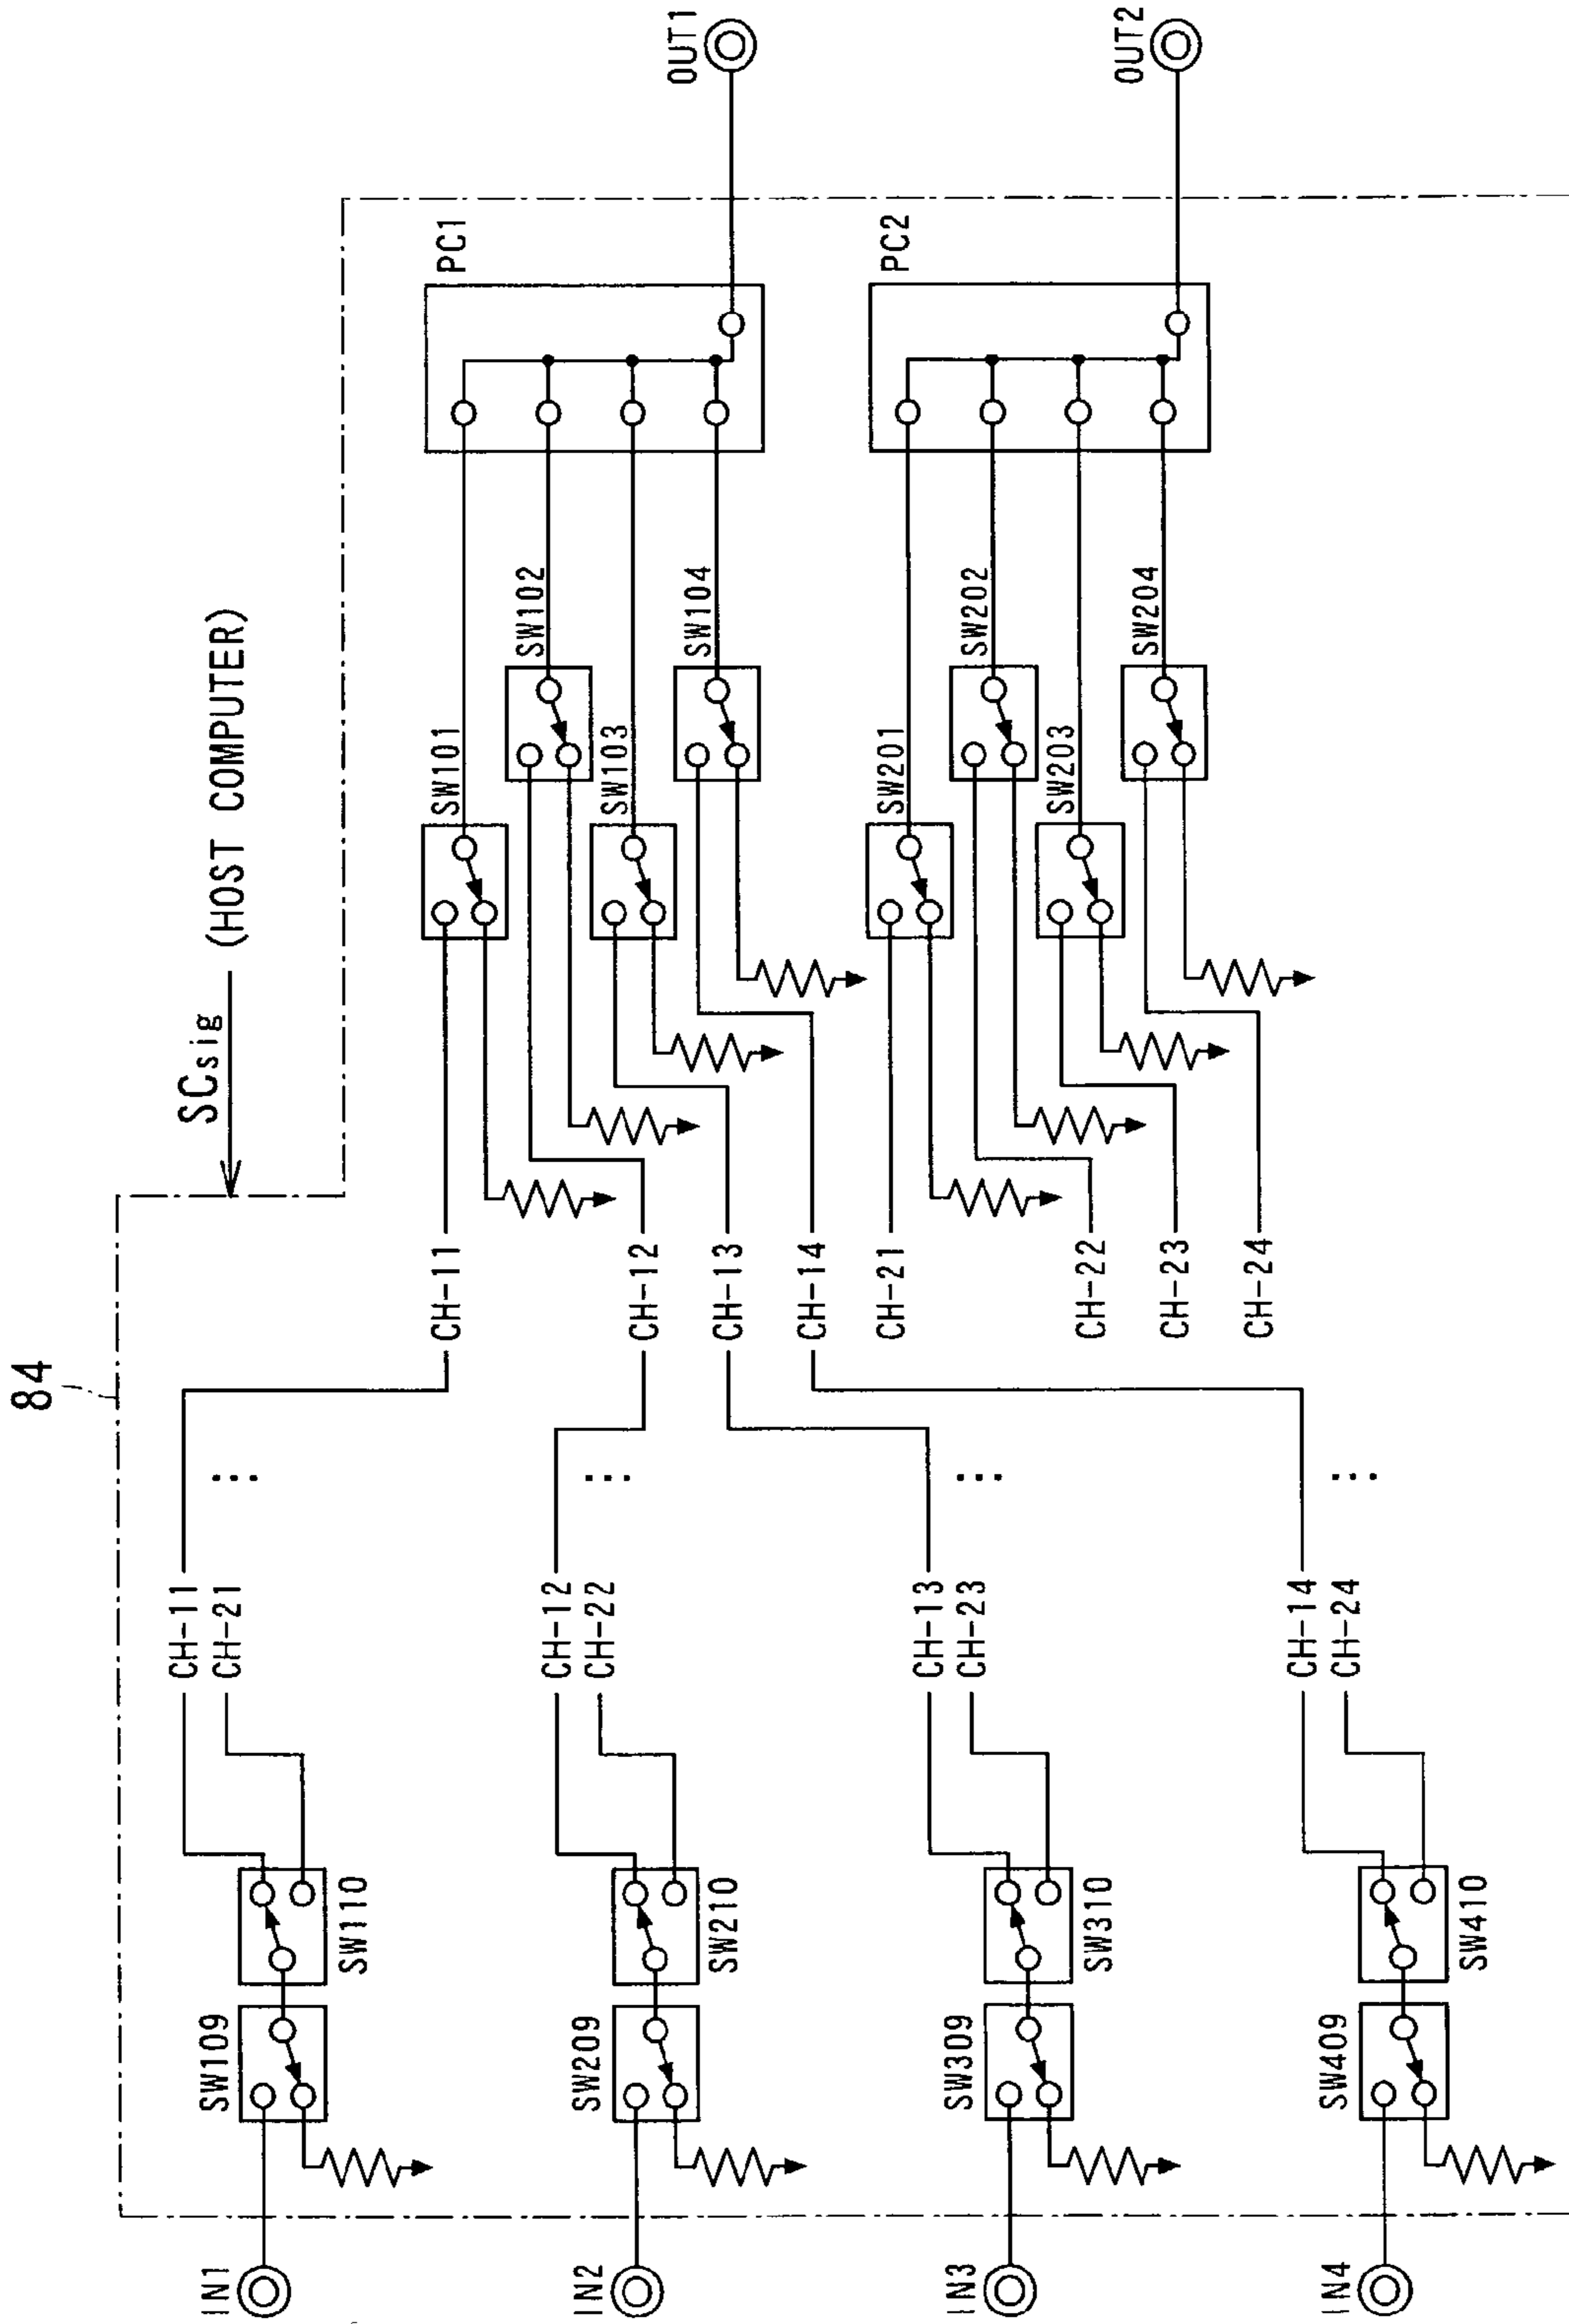 84
SCsig (HOST COMPUTER)
IN1
SW109
SW110
CH-11
CH-21
...
CH-11
SW101
SW102
PC1
OUT1
IN2
SW209
SW210
CH-12
CH-22
...
CH-12
CH-13
SW103
SW104
CH-14
IN3
SW309
SW310
CH-13
CH-23
...
CH-21
SW201
SW202
PC2
OUT2
CH-22
CH-23
SW203
SW204
CH-24
IN4
SW409
SW410
CH-14
CH-24
...